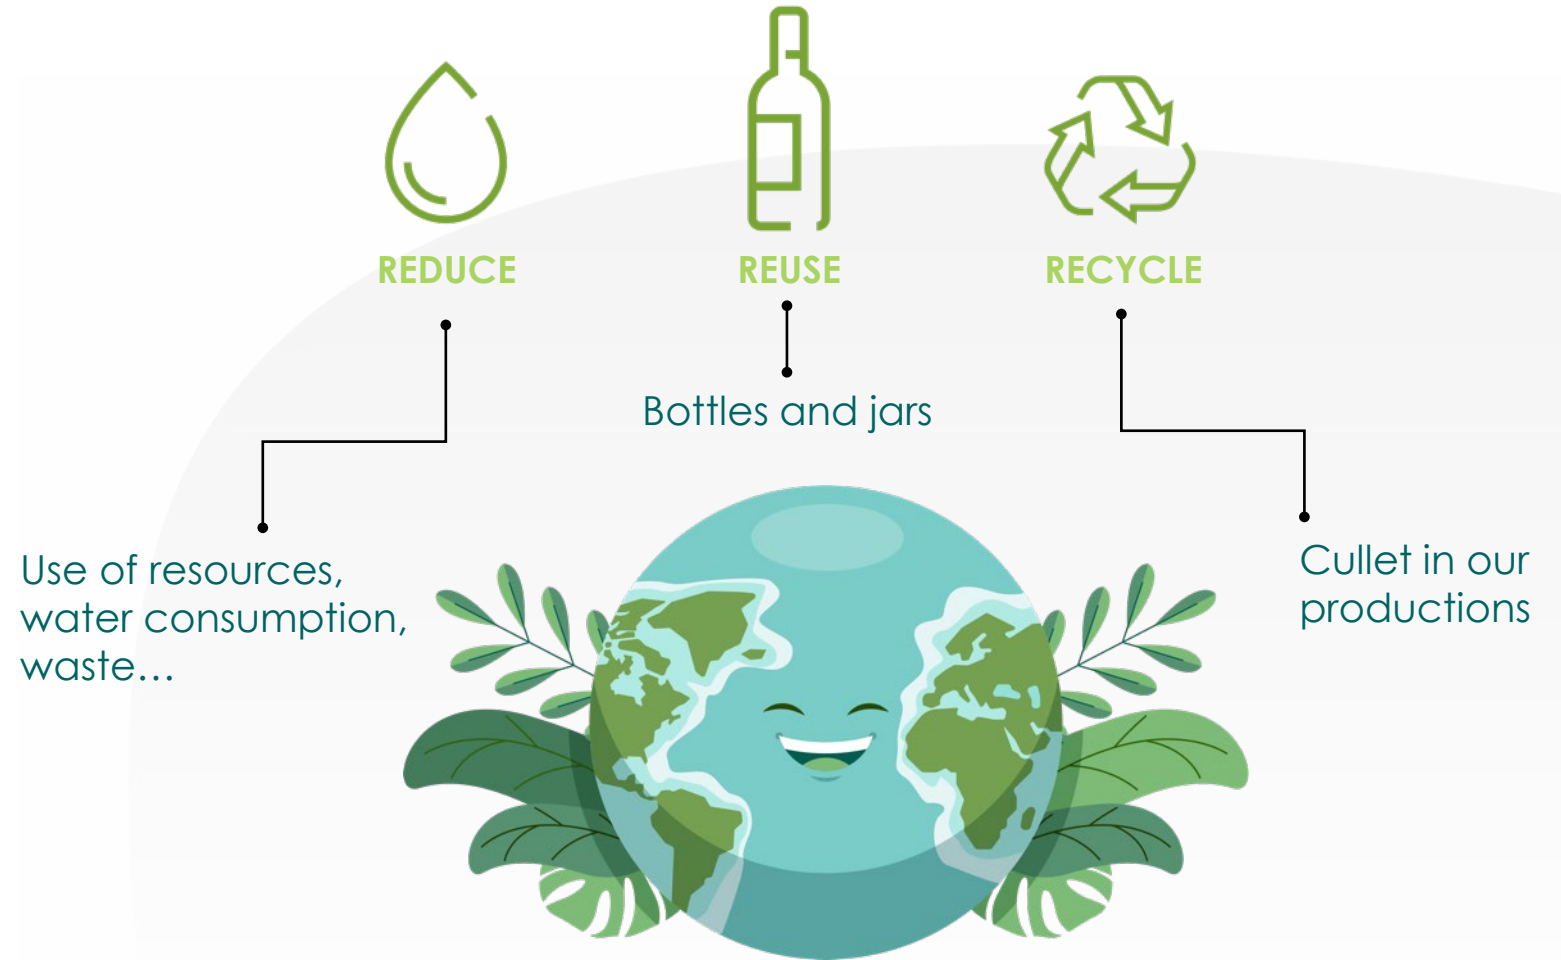 REDUCE
REUSE
RECYCLE
Bottles and jars
Use of resources,
water consumption,
waste…
Cullet in our
productions